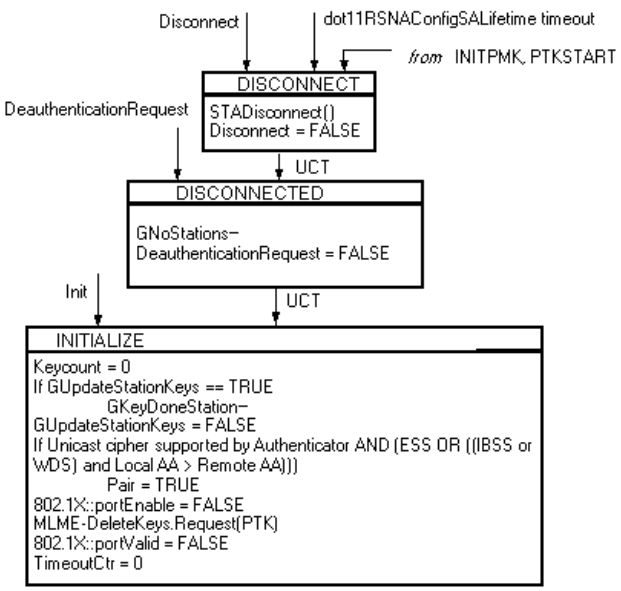 Disconnect
dot11RSNAConfigSALifetime timeout
from INITPMK, PTKSTART
DISCONNECT
DeauthenticationRequest
STADisconnect()
Disconnect = FALSE
UCT
DISCONNECTED
GNoStations–
DeauthenticationRequest = FALSE
Init
UCT
INITIALIZE
Keycount = 0
If GUpdateStationKeys == TRUE
GKeyDoneStation–
GUpdateStationKeys = FALSE
If Unicast cipher supported by Authenticator AND (ESS OR ((IBSS or
WDS) and Local AA > Remote AA)))
Pair = TRUE
802.1X::portEnable = FALSE
MLME-DeleteKeys.Request(PTK)
802.1X::portValid = FALSE
TimeoutCtr = 0